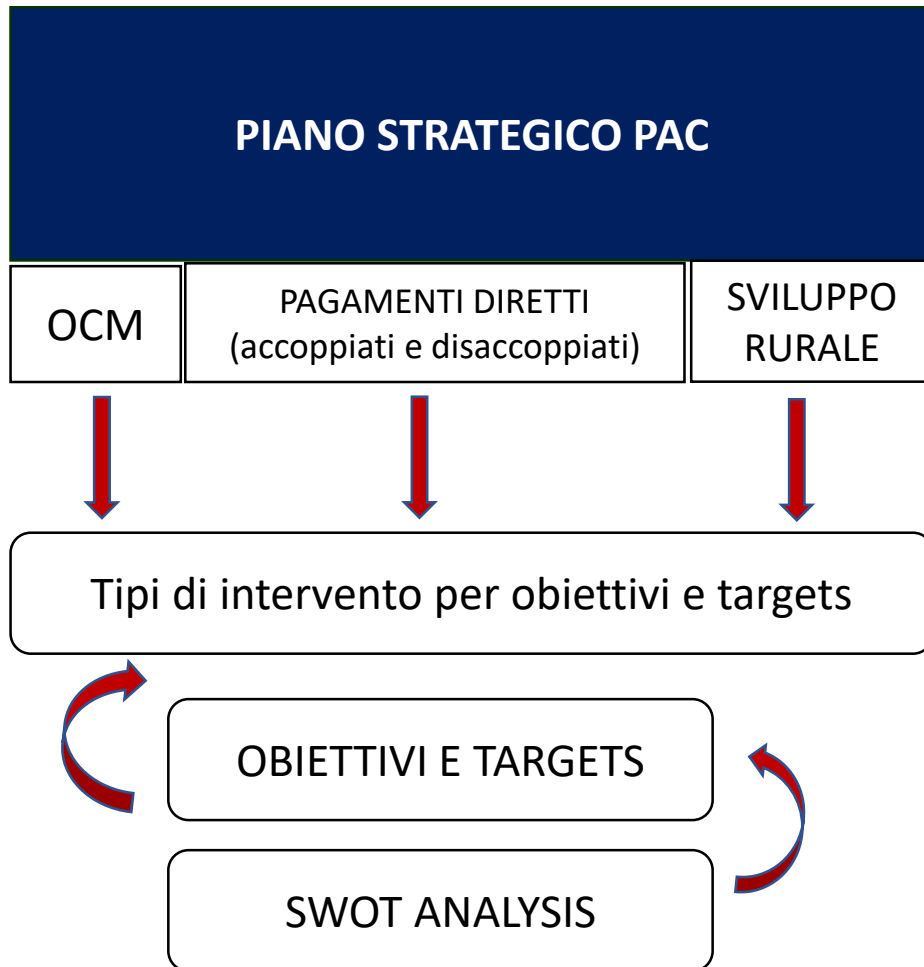 PIANO STRATEGICO PAC
OCM
PAGAMENTI DIRETTI
(accoppiati e disaccoppiati)
SVILUPPO
RURALE
Tipi di intervento per obiettivi e targets
OBIETTIVI E TARGETS
SWOT ANALYSIS